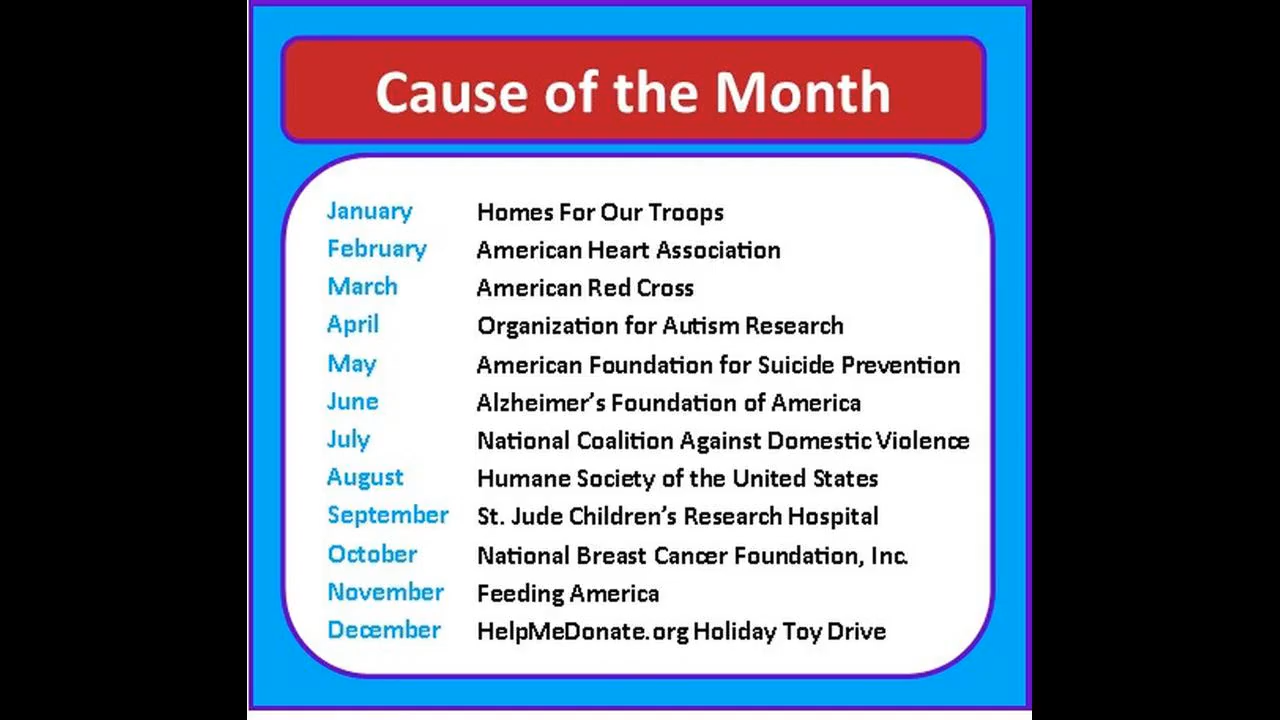 Cause of the Month
January Homes For Our Troops
February American Heart Association
March American Red Cross
April Organization for Autism Research
May American Foundation for Suicide Prevention
June Alzheimer’s Foundation of America
July National Coalition Against Domestic Violence
August Humane Society of the United States
September St. Jude Children’s Research Hospital
October National Breast Cancer Foundation, Inc.
November Feeding America
December HelpMeDonate.org Holiday Toy Drive